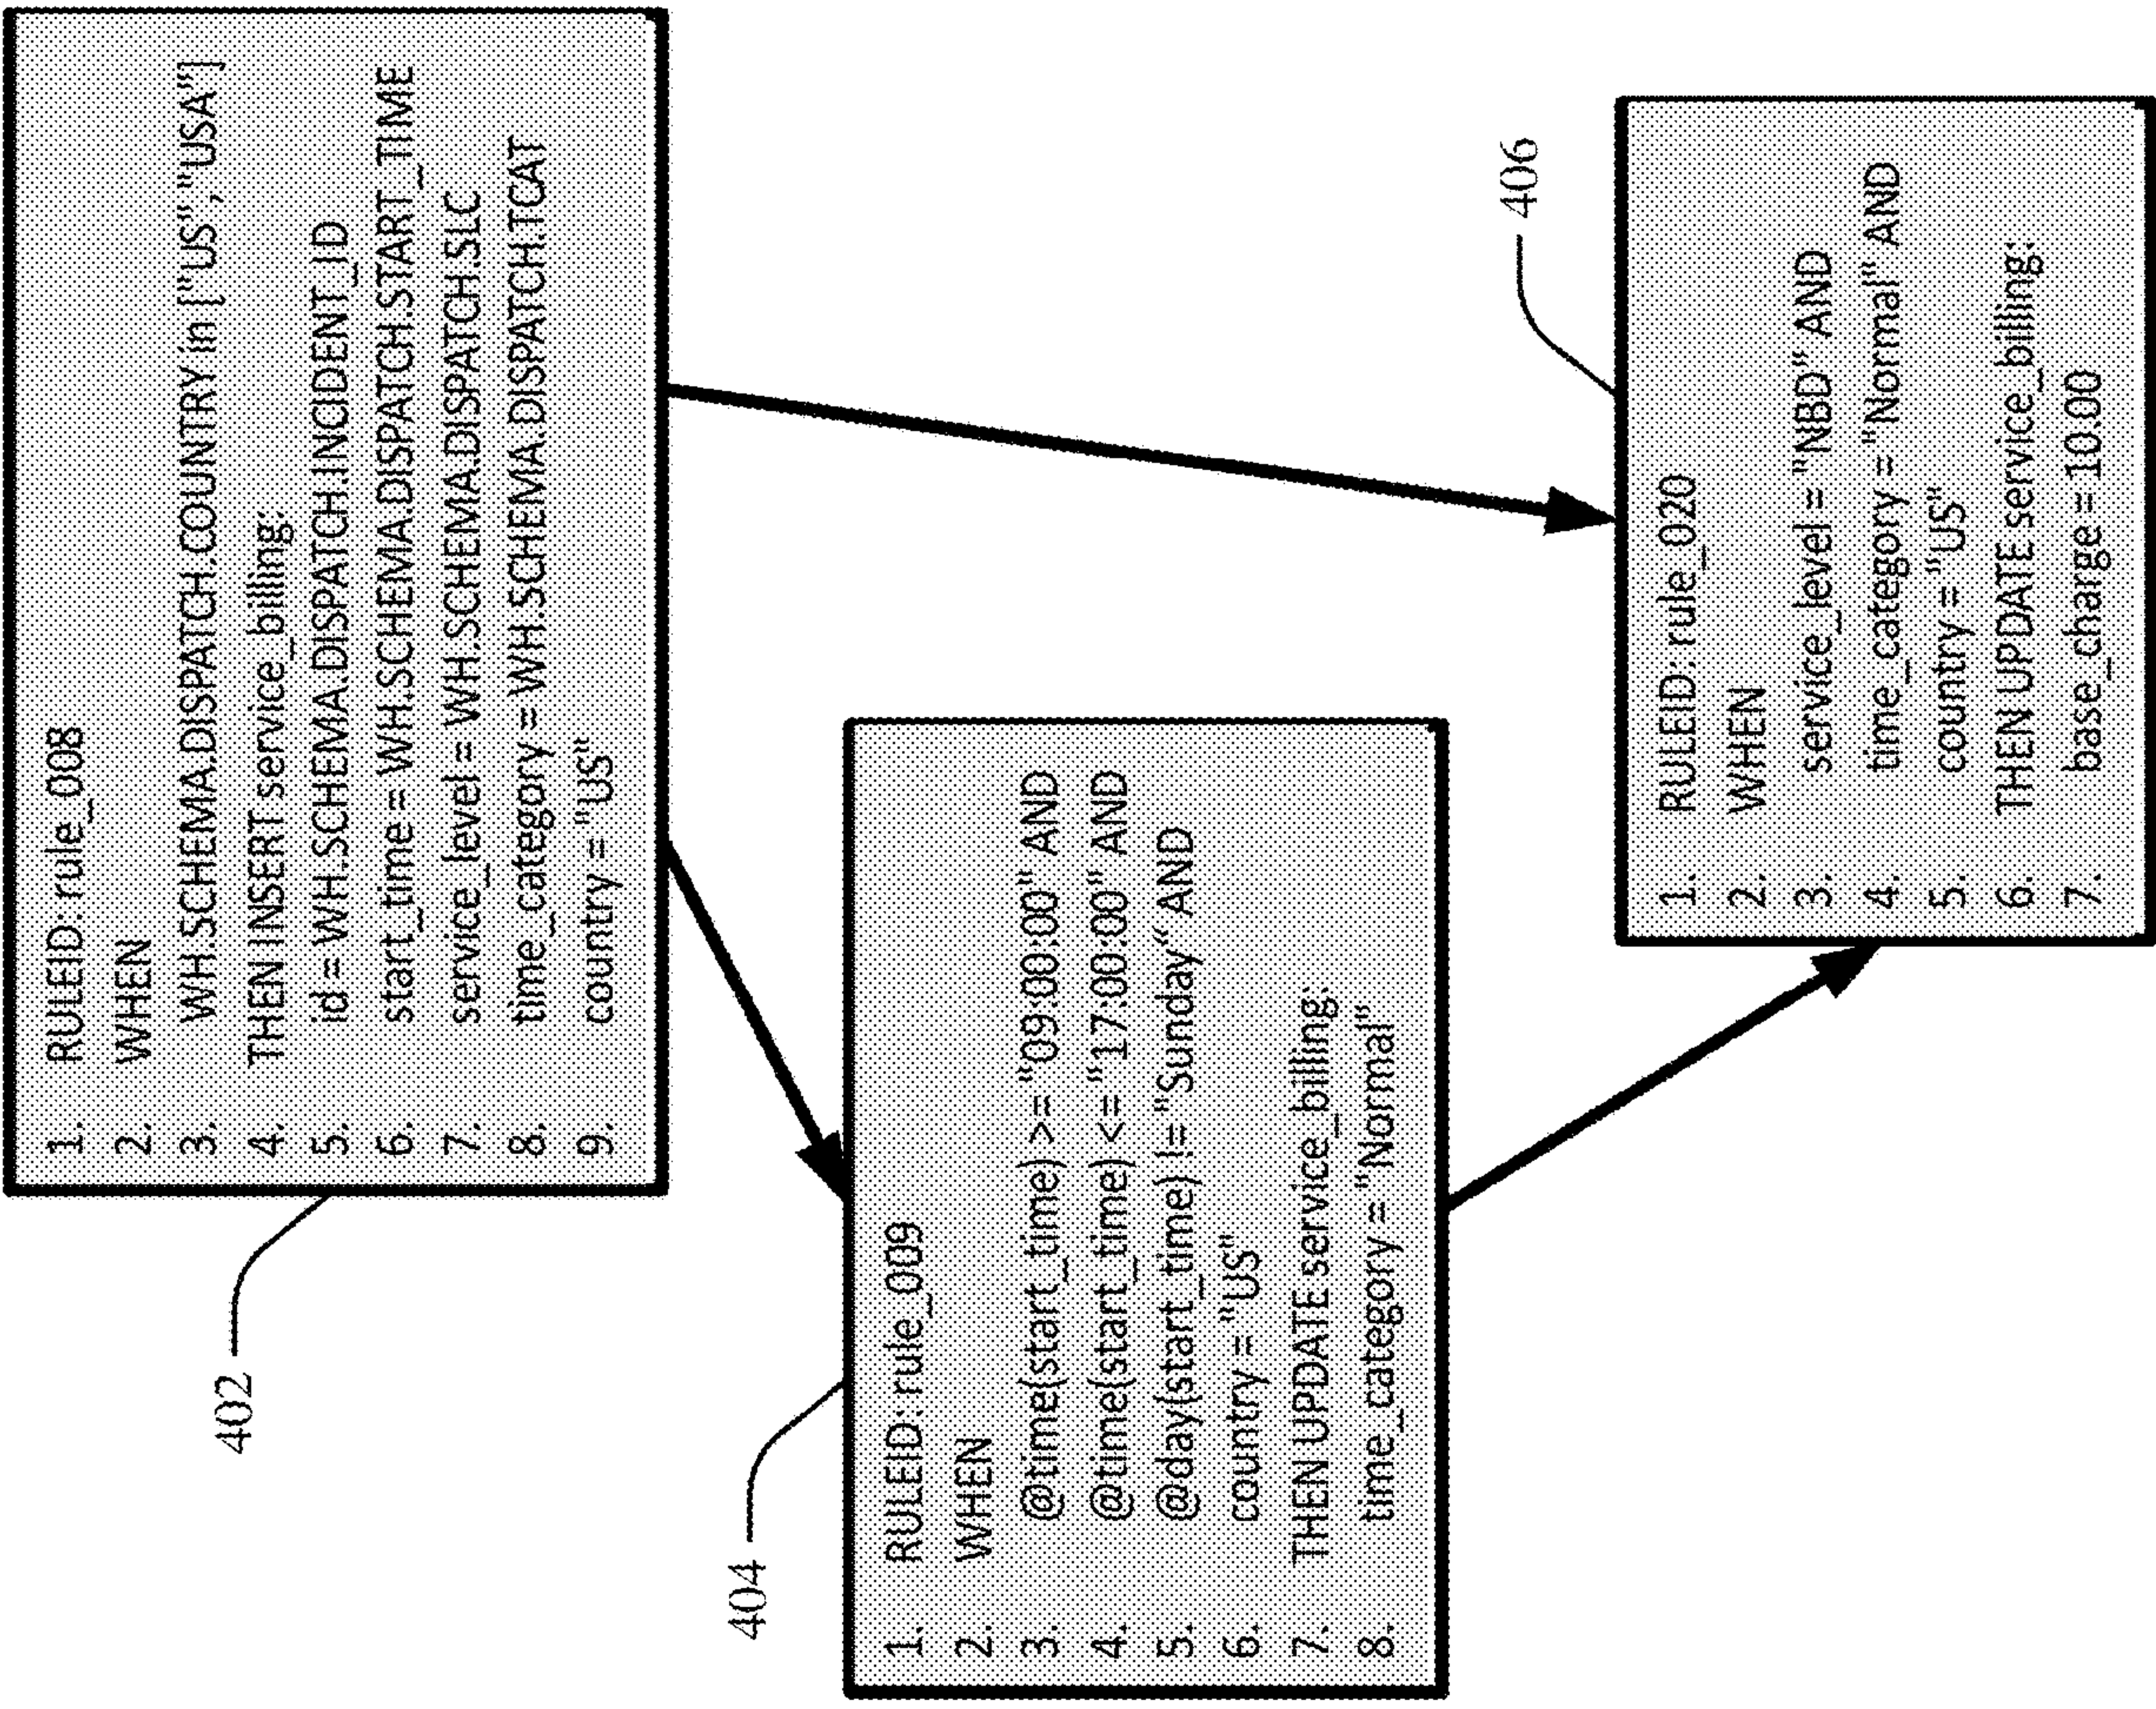 402
1. RULEID: rule_008
2. WHEN
3. WH.SCHEMA.DISPATCH.COUNTRY in ["US","USA"]
4. THEN INSERT service_billing:
5. id = WH.SCHEMA.DISPATCH.INCIDENT_ID
6. start_time = WH.SCHEMA.DISPATCH.START_TIME
7. service_level = WH.SCHEMA.DISPATCH.SLC
8. time_category = WH.SCHEMA.DISPATCH.TCAT
9. country = "US"
404
1. RULEID: rule_009
2. WHEN
3. @time(start_time) >= "09:00:00" AND
4. @time(start_time) <= "17:00:00" AND
5. @day(start_time) != "Sunday" AND
6. country = "US"
7. THEN UPDATE service_billing:
8. time_category = "Normal"
406
1. RULEID: rule_020
2. WHEN
3. service_level = "NBD" AND
4. time_category = "Normal" AND
5. country = "US"
6. THEN UPDATE service_billing:
7. base_charge = 10.00